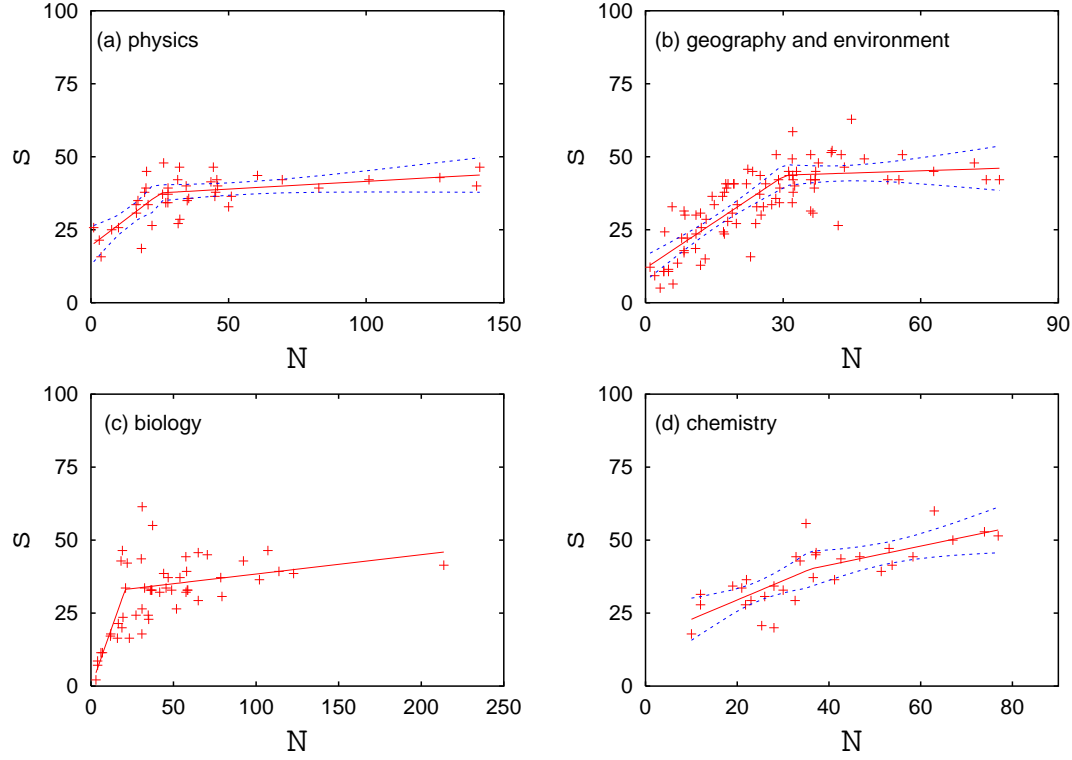 (a) physics
100
75
50
25
0
s
0 50 100 150
N
(b) geography and environment
100
75
50
25
0
s
0 30 60 90
N
(c) biology
100
75
50
25
0
s
0 50 100 150 200 250
N
(d) chemistry
100
75
50
25
0
s
0 20 40 60 80
N